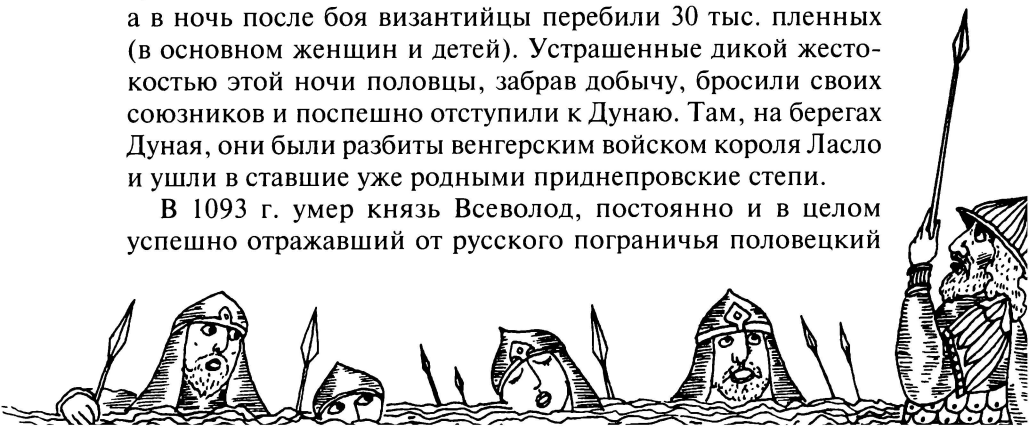 а в ночь после боя византийцы перебили 30 тыс. пленных
(в основном женщин и детей). Устрашенные дикой жесто-
костью этой ночи половцы, забрав добычу, бросили своих
союзников и поспешно отступили к Дунаю. Там, на берегах
Дуная, они были разбиты венгерским войском короля Ласло
и ушли в ставшие уже родными приднепровские степи.
В 1093 г. умер князь Всеволод, постоянно и в целом
успешно отражавший от русского пограничья половецкий